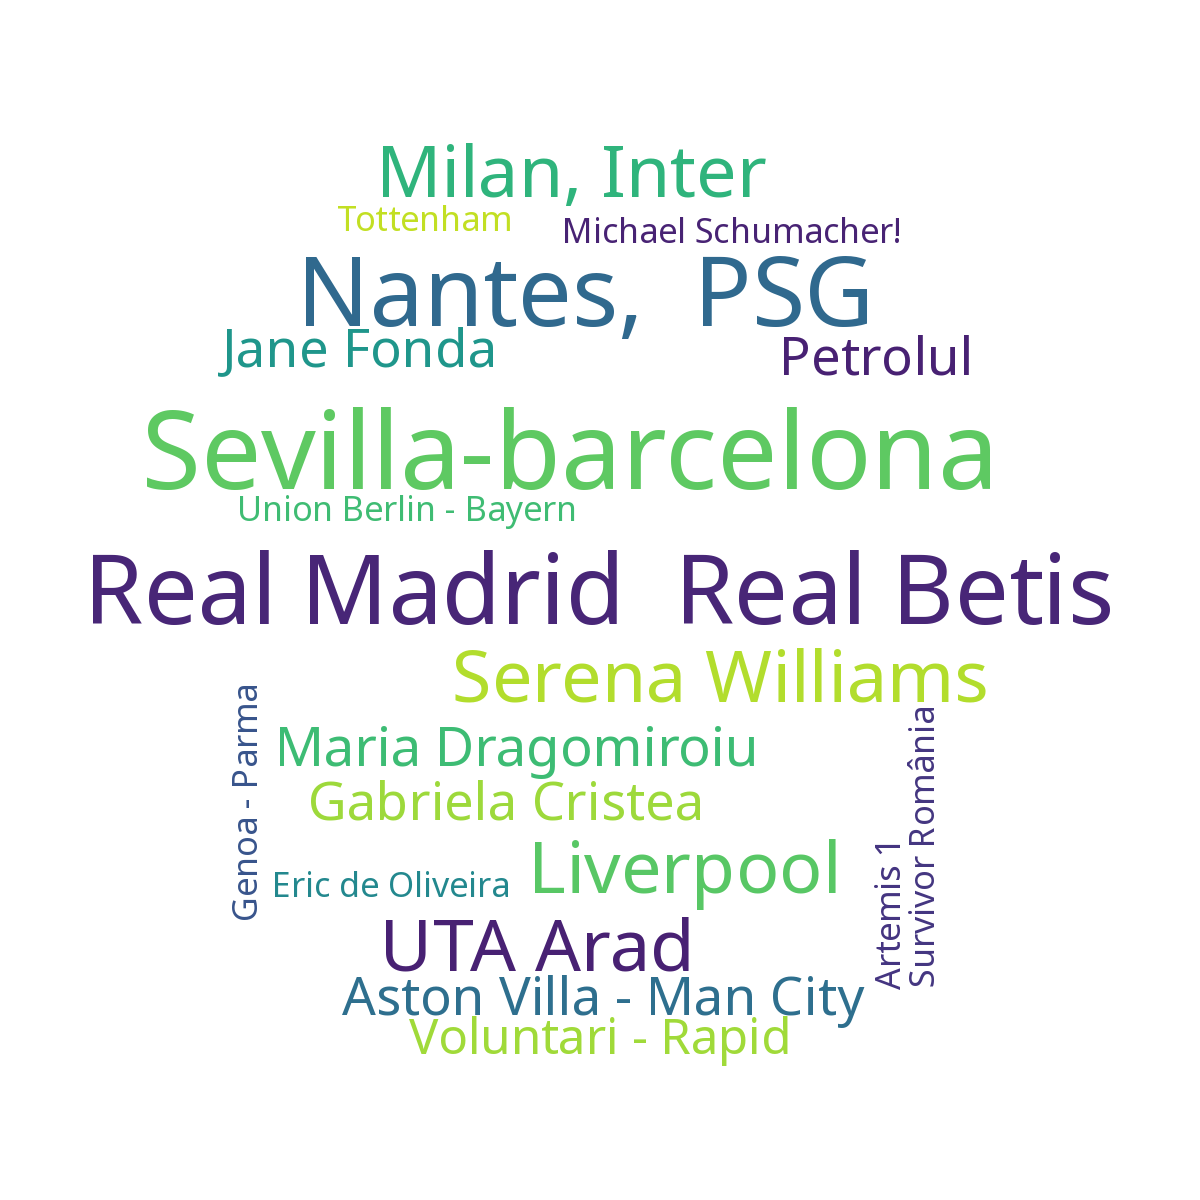 Milan, Inter
Tottenham
Michael Schumacher!
Nantes,  PSG
Jane Fonda
Petrolul
Sevilla-barcelona
Union Berlin - Bayern
Real Madrid  Real Betis
Serena Williams
Genoa - Parma
Maria Dragomiroiu
Survivor România
Gabriela Cristea
Liverpool
Artemis 1
Eric de Oliveira
UTA Arad
Aston Villa - Man City
Voluntari - Rapid